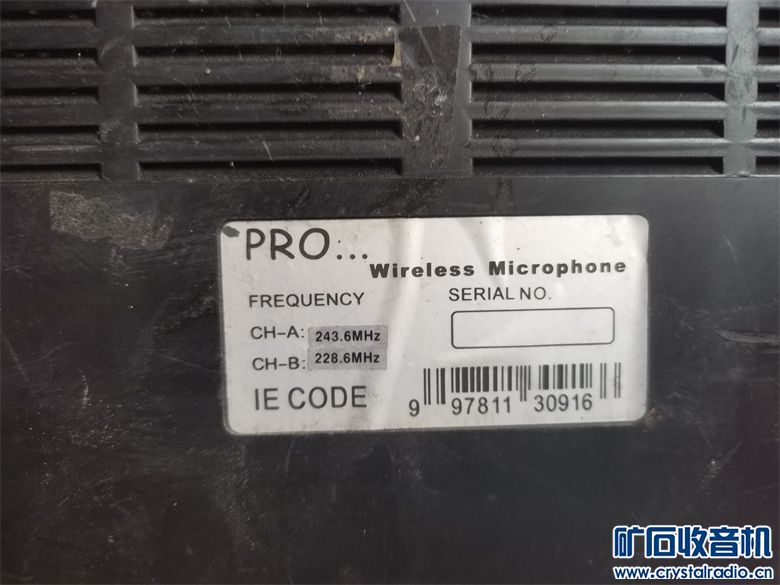 PRO...
Wireless Microphone
FREQUENCY
SERIAL NO.
CH-A: 243.6MHz
CH-B: 228.6MHz
IE CODE
9 97811 30916
矿石收音机
www.crystalradio.cn